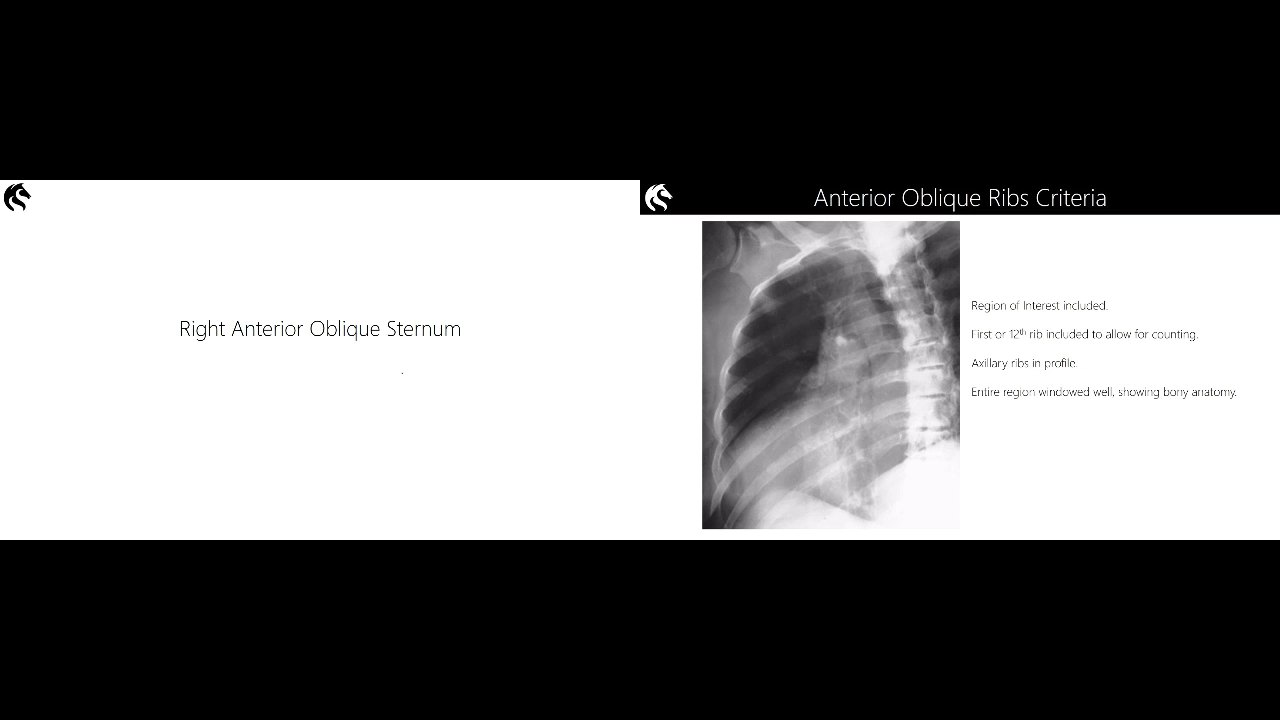 Right Anterior Oblique Sternum
Anterior Oblique Ribs Criteria
Region of Interest included.
First or 12th rib included to allow for counting.
Axillary ribs in profile.
Entire region windowed well, showing bony anatomy.